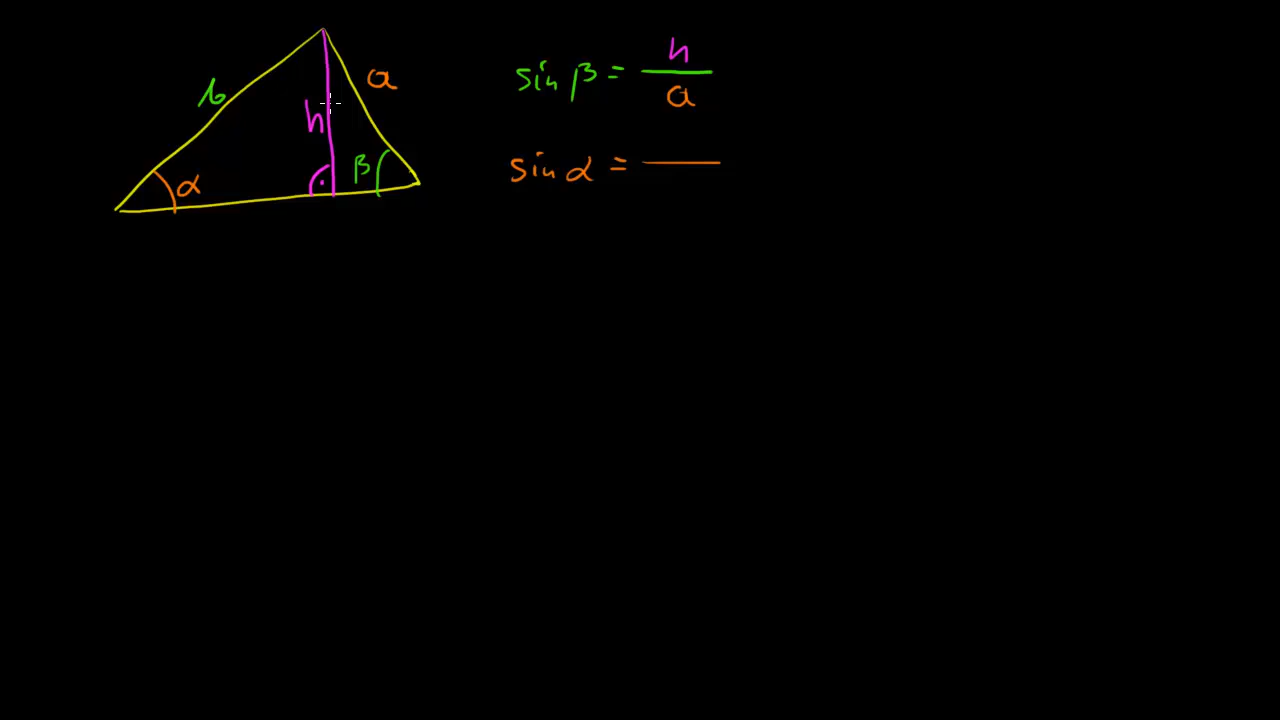 b
a
h
α
β
sin β = h/a
sin α =